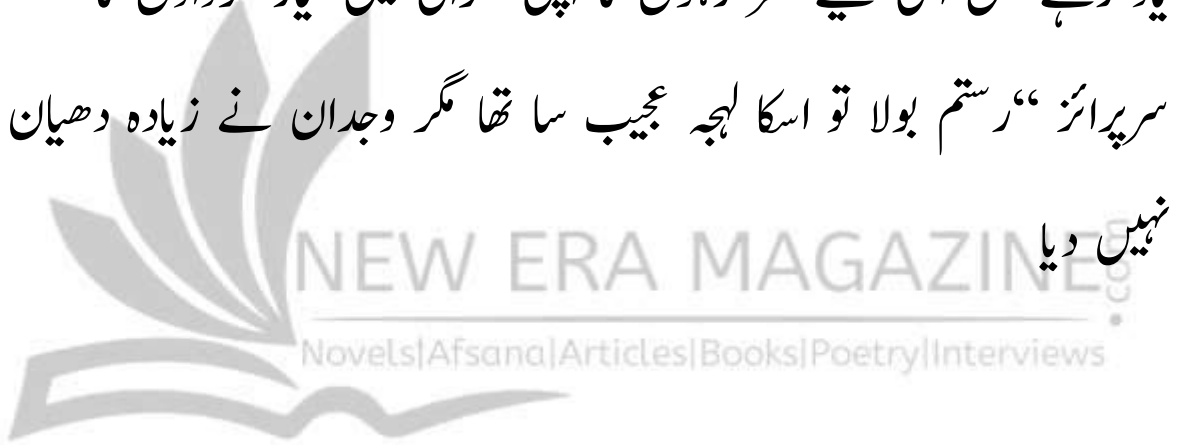 سرپرائز “رستم بولا تو اسکا لہجہ عجیب سا تھا مگر وجدان نے زیادہ دھیان
نہیں دیا
NEW ERA MAGAZINE.com
Novels|Afsana|Articles|Books|Poetry|Interviews